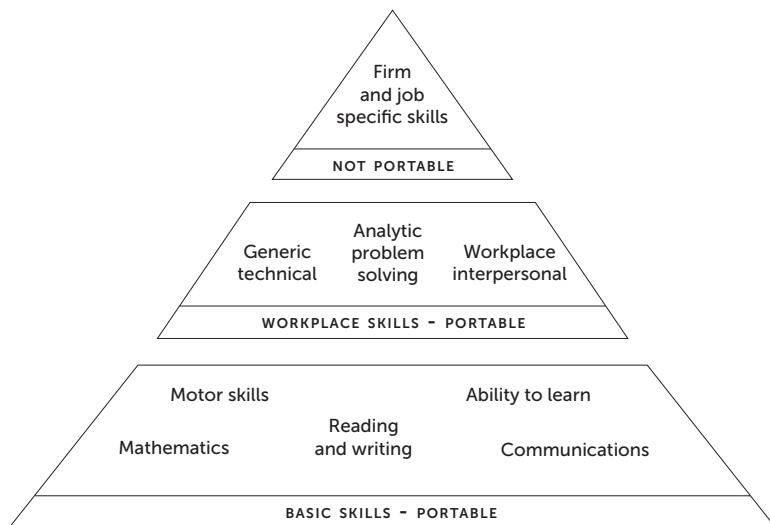 Firm
and job
specific skills
NOT PORTABLE
Generic
technical
Analytic
problem
solving
Workplace
interpersonal
WORKPLACE SKILLS - PORTABLE
Motor skills
Ability to learn
Mathematics
Reading
and writing
Communications
BASIC SKILLS - PORTABLE